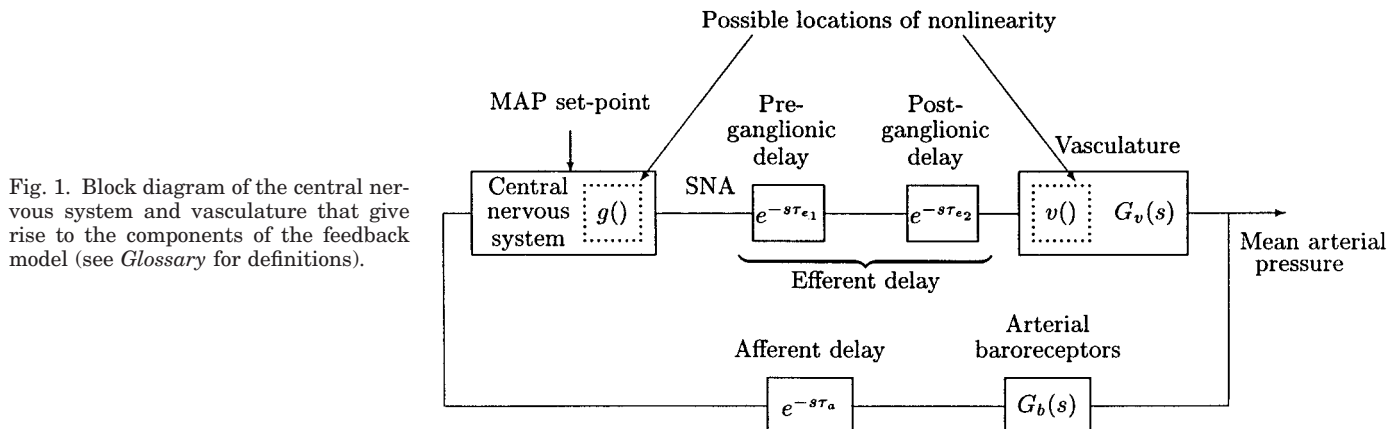 Possible locations of nonlinearity
MAP set-point
Pre-
ganglionic
delay
Post-
ganglionic
delay
Vasculature
Fig. 1. Block diagram of the central ner-
vous system and vasculature that give
rise to the components of the feedback
model (see Glossary for definitions).
Central
nervous
system
g()
SNA
e^{-sτ_{e_1}}
e^{-sτ_{e_2}}
v()
G_v(s)
Mean arterial
pressure
Efferent delay
Afferent delay
Arterial
baroreceptors
e^{-sτ_a}
G_b(s)